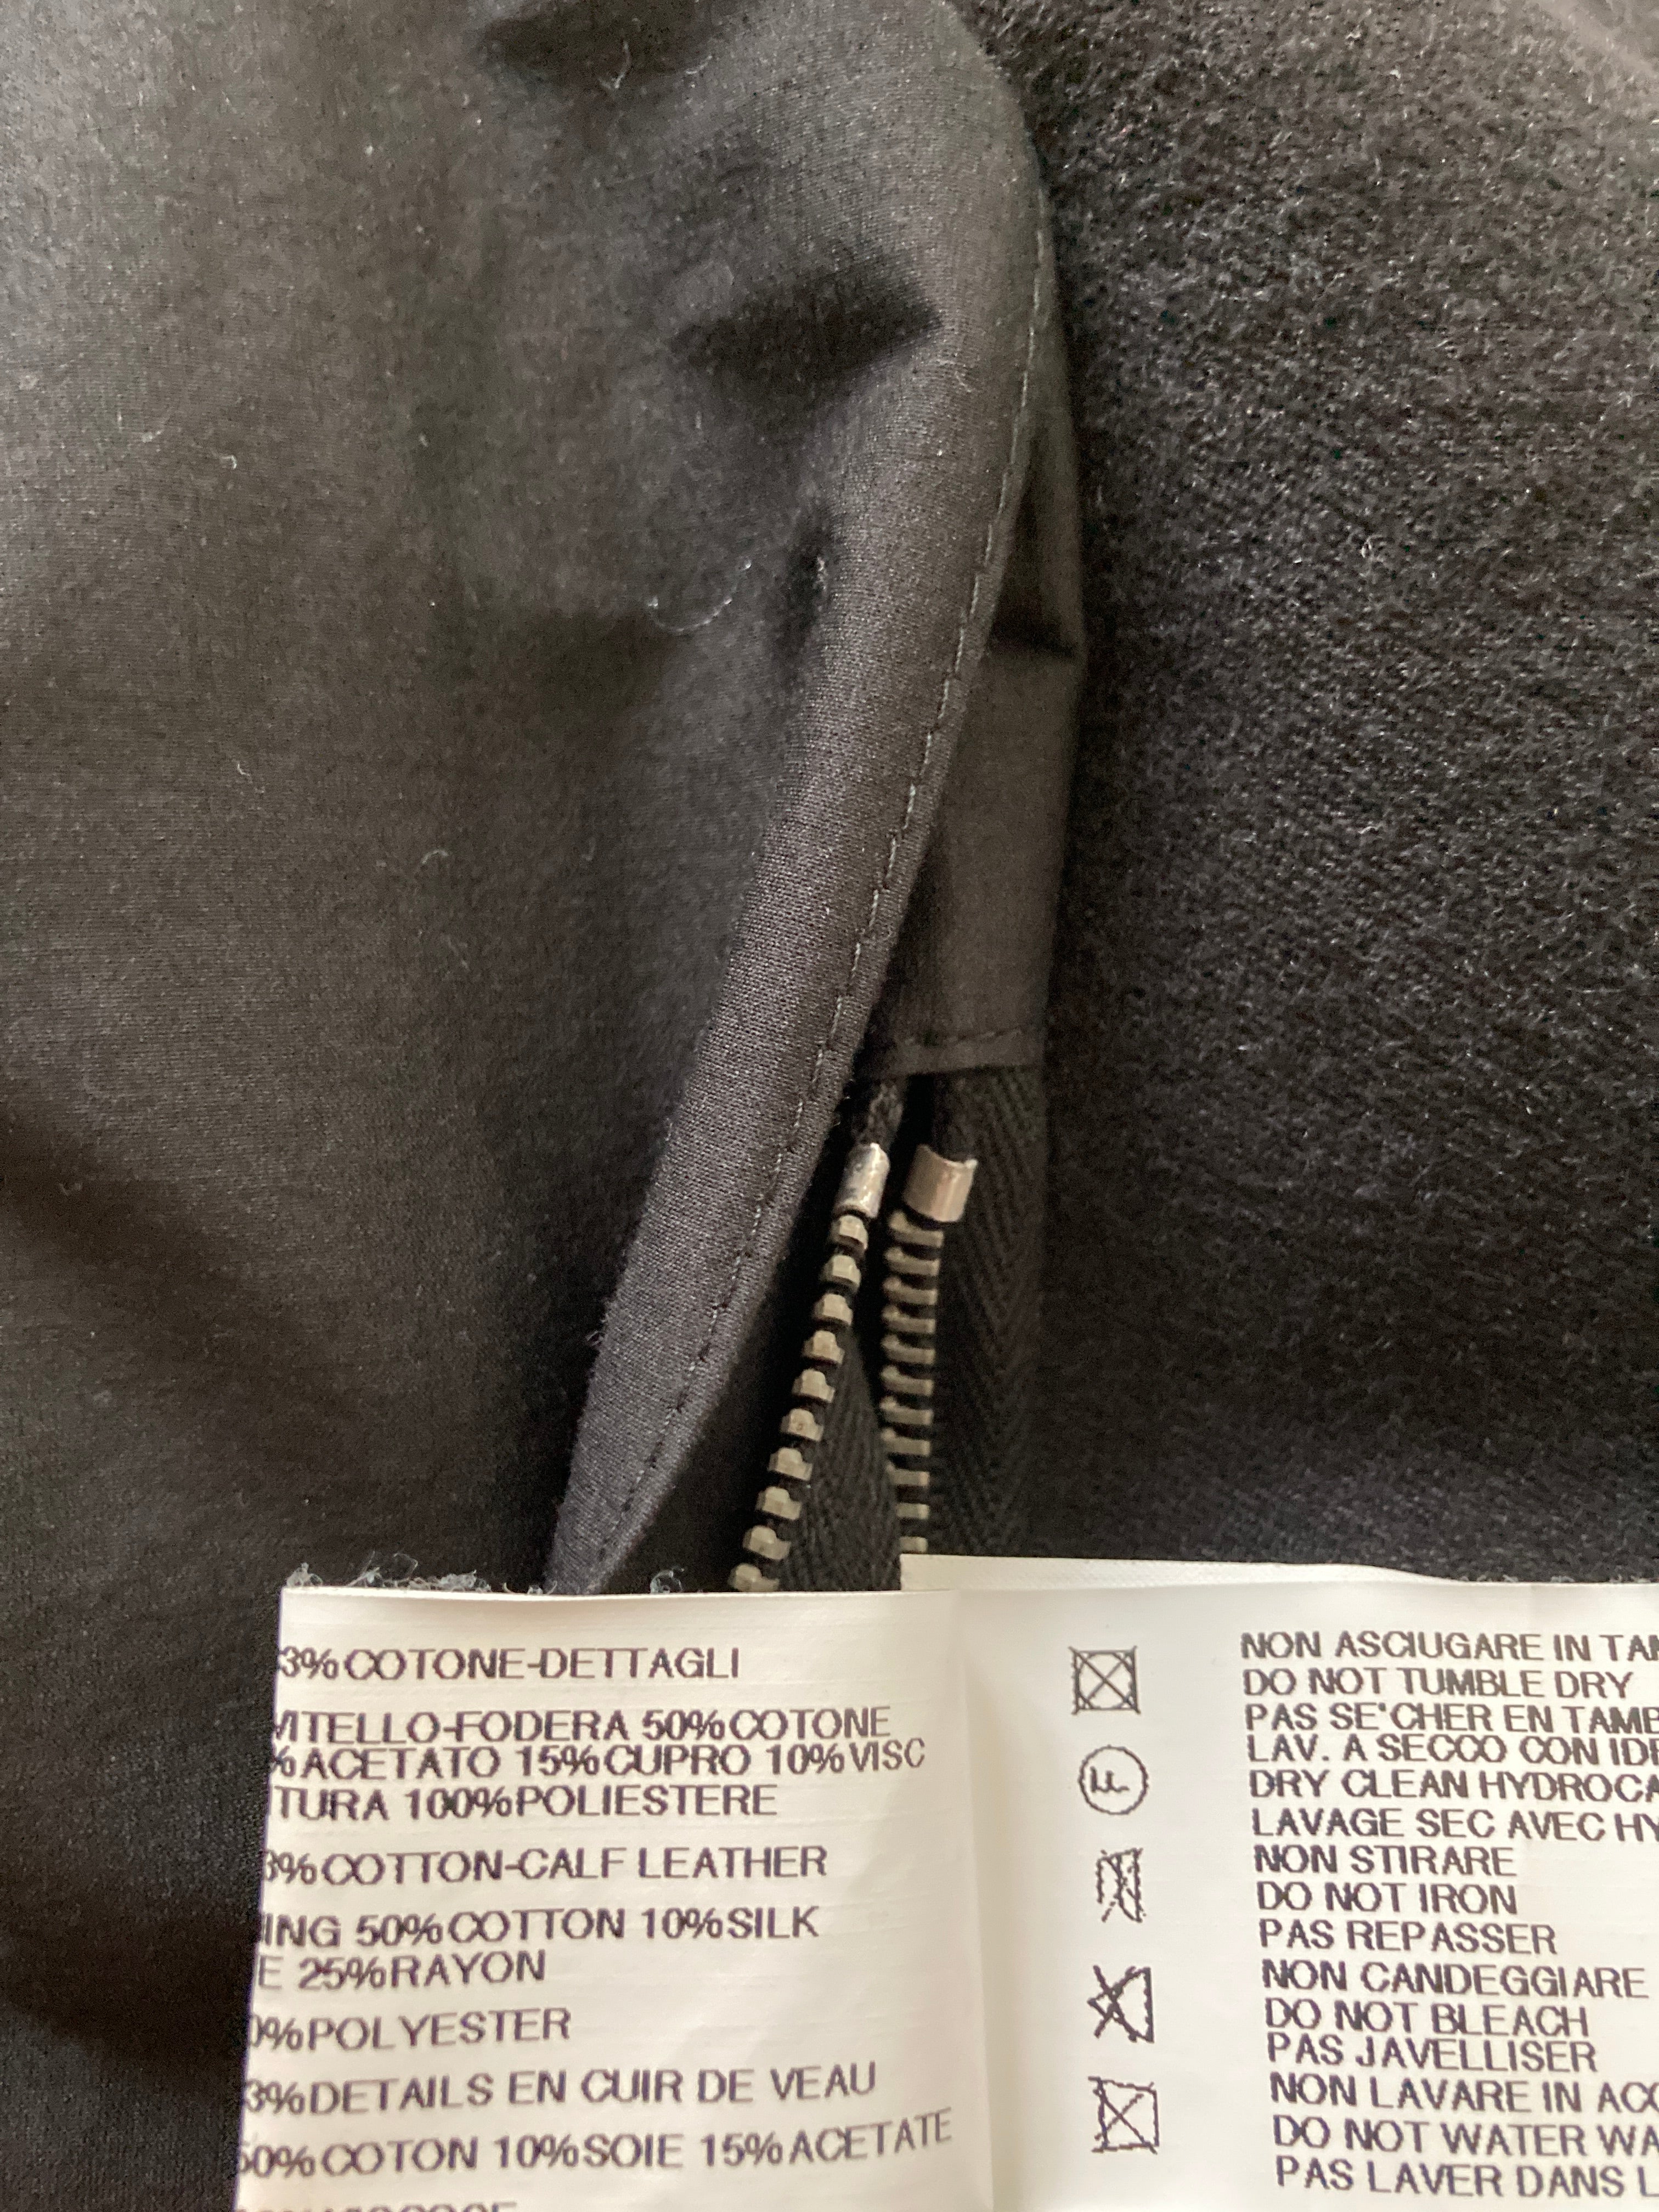 3%COTONE-DETTAGLI
VITELLO-FODERA 50%COTONE
%ACETATO 15%CUPRO 10%VISC
TURA 100%POLIESTERE
3%COTTON-CALF LEATHER
ING 50%COTTON 10%SILK
E 25%RAYON
0%POLYESTER
3%DETAILS EN CUIR DE VEAU
50%COTON 10%SOIE 15%ACETATE
NON ASCIUGARE IN TAM
DO NOT TUMBLE DRY
PAS SE'CHER EN TAMB
LAV. A SECCO CON IDR
DRY CLEAN HYDROCA
LAVAGE SEC AVEC HY
NON STIRARE
DO NOT IRON
PAS REPASSER
NON CANDEGGIARE
DO NOT BLEACH
PAS JAVELLISER
NON LAVARE IN ACQ
DO NOT WATER WA
PAS LAVER DANS L